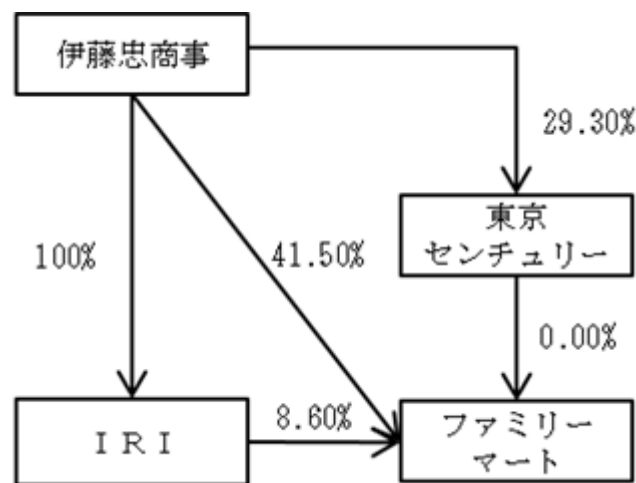 伊藤忠商事
29.30%
東京
センチュリー
100%
41.50%
0.00%
ＩＲＩ
8.60%
ファミリー
マート